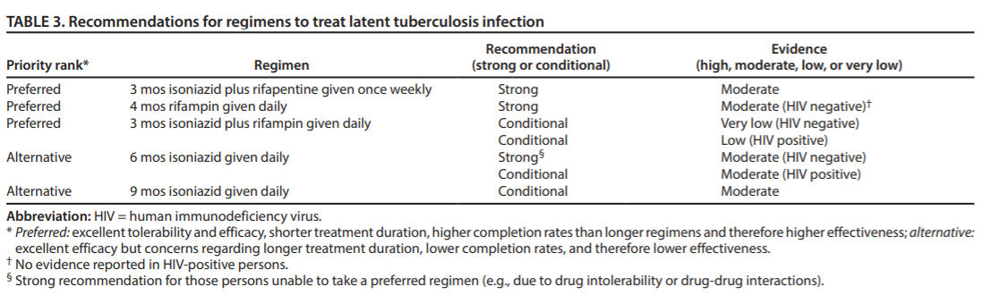 TABLE 3. Recommendations for regimens to treat latent tuberculosis infection
Recommendation Evidence
Priority rank* Regimen (strong or conditional) (high, moderate, low, or very low)
Preferred 3 mos isoniazid plus rifapentine given once weekly Strong Moderate
Preferred 4 mos rifampin given daily Strong Moderate (HIV negative)†
Preferred 3 mos isoniazid plus rifampin given daily Conditional Very low (HIV negative)
Conditional Low (HIV positive)
Alternative 6 mos isoniazid given daily Strong§ Moderate (HIV negative)
Conditional Moderate (HIV positive)
Alternative 9 mos isoniazid given daily Conditional Moderate
Abbreviation: HIV = human immunodeficiency virus.
* Preferred: excellent tolerability and efficacy, shorter treatment duration, higher completion rates than longer regimens and therefore higher effectiveness; alternative:
excellent efficacy but concerns regarding longer treatment duration, lower completion rates, and therefore lower effectiveness.
† No evidence reported in HIV-positive persons.
§ Strong recommendation for those persons unable to take a preferred regimen (e.g., due to drug intolerability or drug-drug interactions).